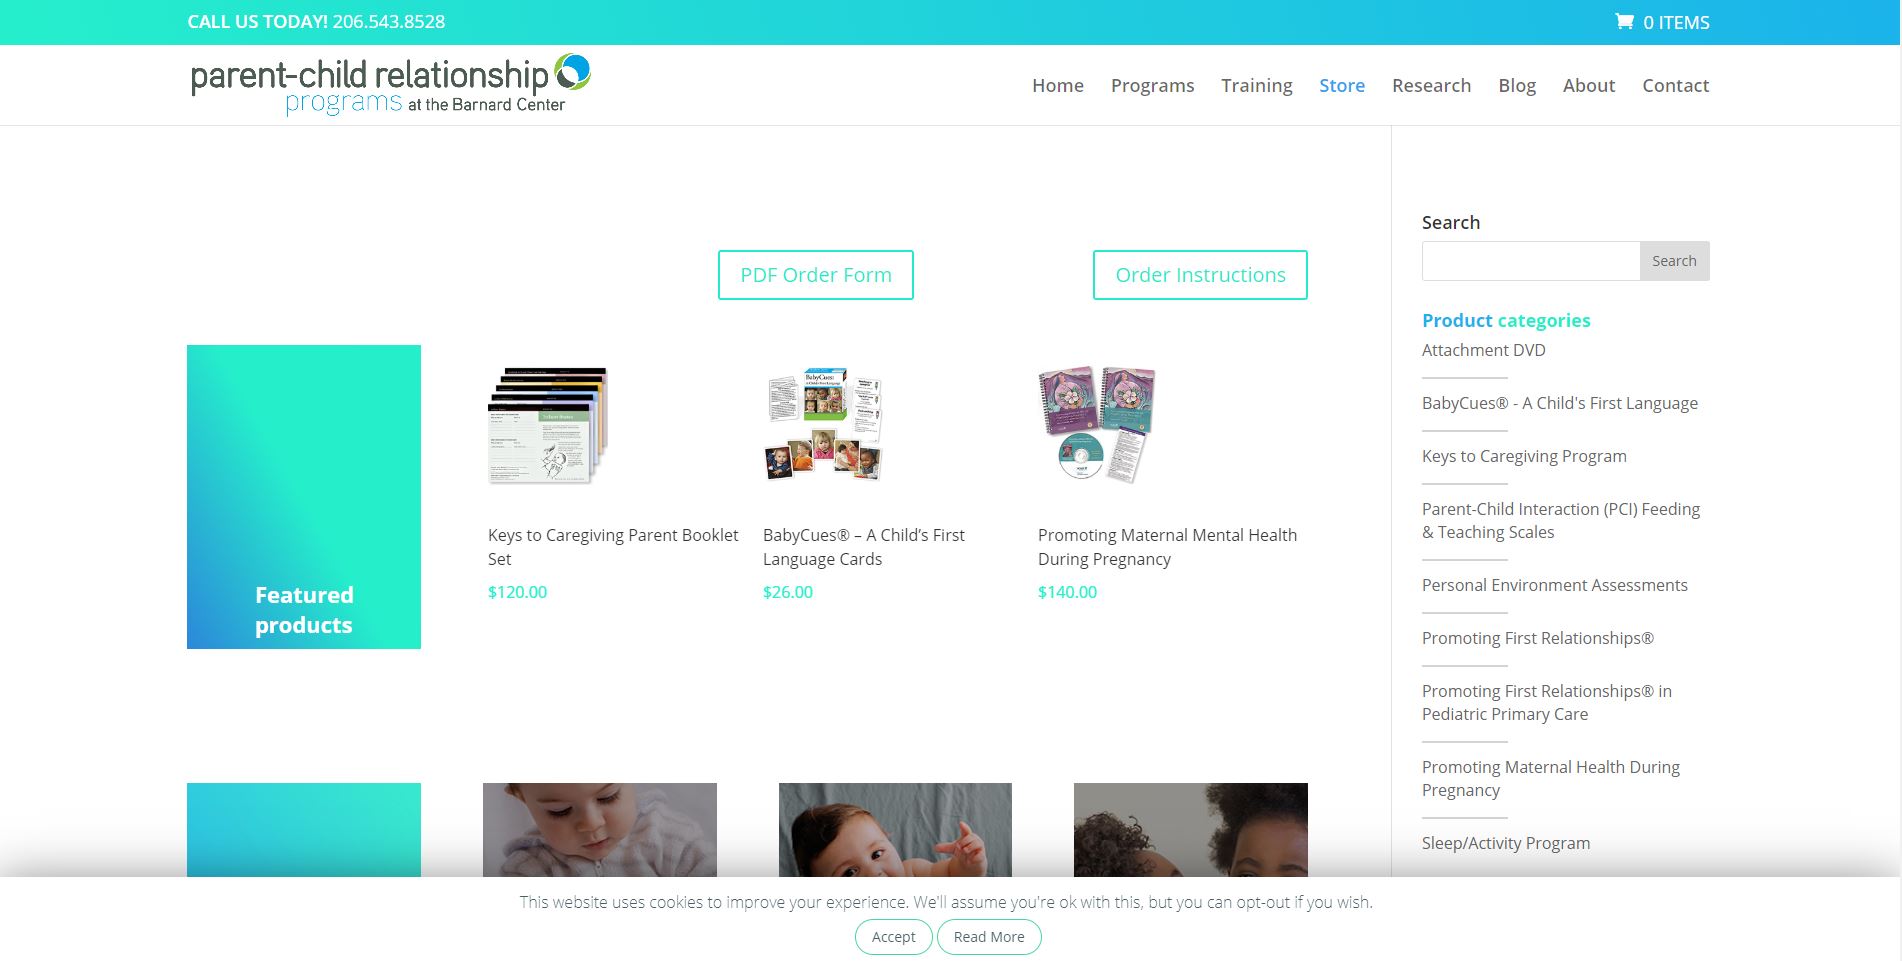 CALL US TODAY! 206.543.8528
0 ITEMS
parent-child relationship
programs at the Barnard Center
Home Programs Training Store Research Blog About Contact
PDF Order Form
Order Instructions
Featured
products
Keys to Caregiving Parent Booklet
Set
$120.00
BabyCues® – A Child’s First
Language Cards
$26.00
Promoting Maternal Mental Health
During Pregnancy
$140.00
Search
Search
Product categories
Attachment DVD
BabyCues® - A Child's First Language
Keys to Caregiving Program
Parent-Child Interaction (PCI) Feeding
& Teaching Scales
Personal Environment Assessments
Promoting First Relationships®
Promoting First Relationships® in
Pediatric Primary Care
Promoting Maternal Health During
Pregnancy
Sleep/Activity Program
This website uses cookies to improve your experience. We'll assume you're ok with this, but you can opt-out if you wish.
Accept Read More